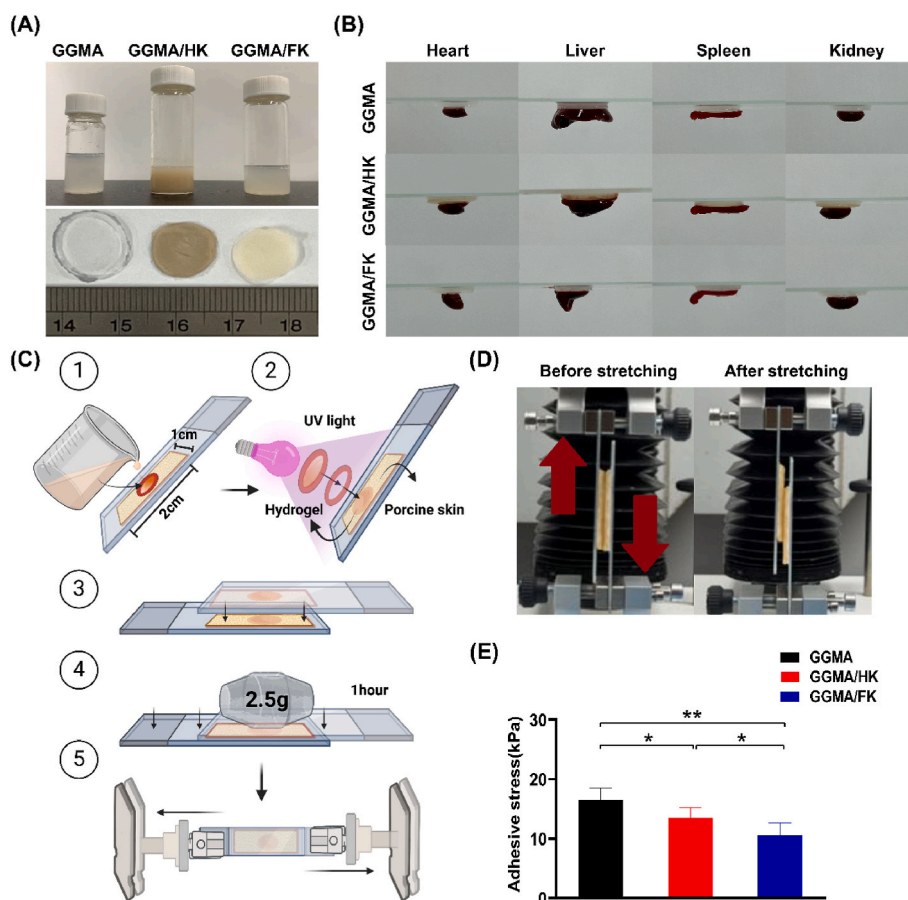 (A)
GGMA GGMA/HK GGMA/FK
14 15 16 17 18
(B)
Heart Liver Spleen Kidney
GGMA
GGMA/HK
GGMA/FK
(C)
1
1cm
2cm
2
UV light
Hydrogel
Porcine skin
3
4
2.5g
1hour
5
(D)
Before stretching After stretching
(E)
GGMA
GGMA/HK
GGMA/FK
Adhesive stress(kPa)
30
20
10
0
**
* *